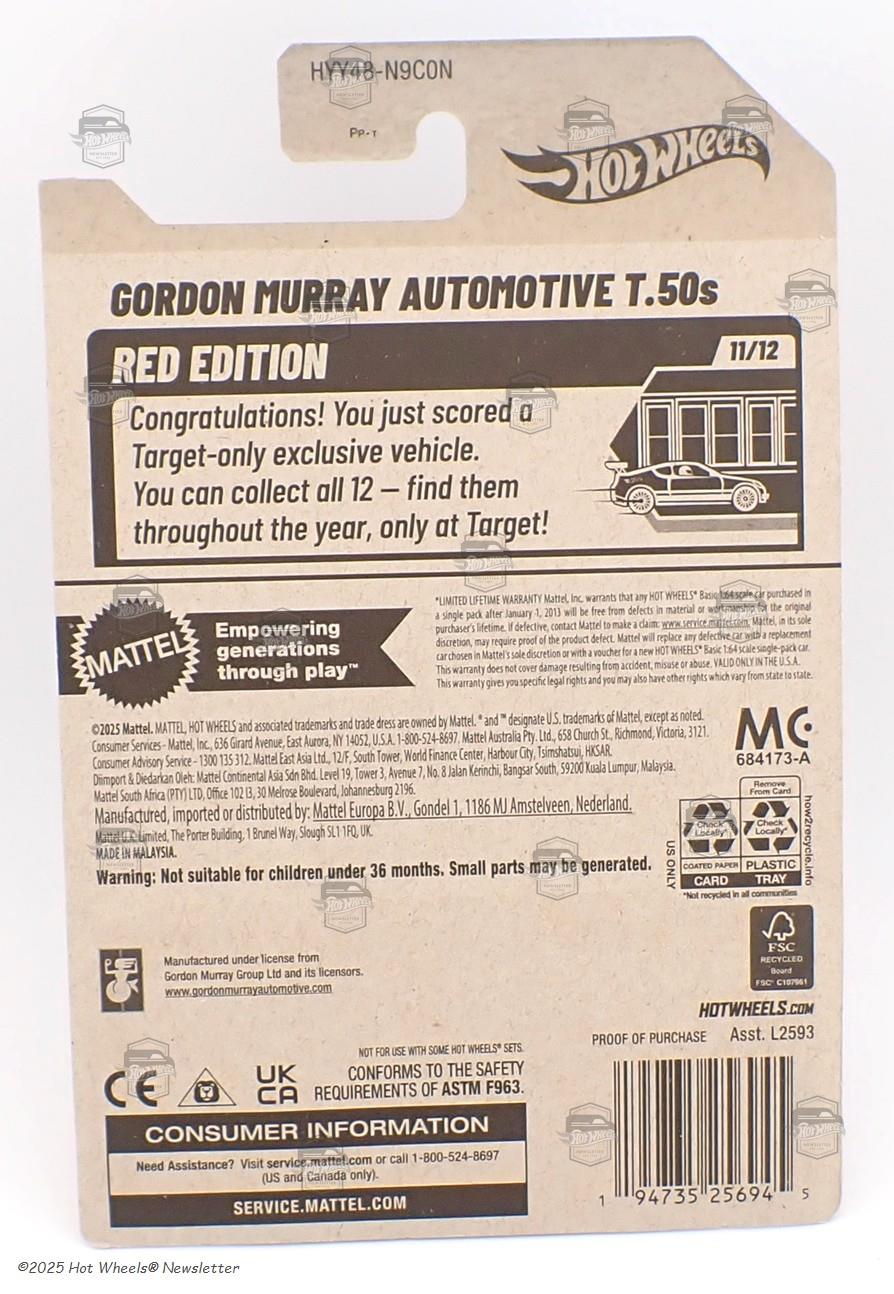 HYY48-N9C0N
PP-T
HOT WHEELS
GORDON MURRAY AUTOMOTIVE T.50s
RED EDITION
11/12
Congratulations! You just scored a
Target-only exclusive vehicle.
You can collect all 12 – find them
throughout the year, only at Target!
MATTEL
Empowering
generations
through play™
*LIMITED LIFETIME WARRANTY Mattel, Inc. warrants that any HOT WHEELS® Basic 1:64 scale car purchased in
a single pack after January 1, 2013 will be free from defects in material or workmanship for the original
purchaser's lifetime. If defective, contact Mattel to make a claim: www.service.mattel.com. Mattel, in its sole
discretion, may require proof of the product defect. Mattel will replace any defective car with a replacement
car chosen in Mattel's sole discretion or with a voucher for a new HOT WHEELS® Basic 1:64 scale single-pack car.
This warranty does not cover damage resulting from accident, misuse or abuse. VALID ONLY IN THE U.S.A.
This warranty gives you specific legal rights and you may also have other rights which vary from state to state.
©2025 Mattel. MATTEL, HOT WHEELS and associated trademarks and trade dress are owned by Mattel. ® and ™ designate U.S. trademarks of Mattel, except as noted.
Consumer Services - Mattel, Inc., 636 Girard Avenue, East Aurora, NY 14052, U.S.A. 1-800-524-8697. Mattel Australia Pty. Ltd., 658 Church St., Richmond, Victoria, 3121.
Consumer Advisory Service - 1300 135 312. Mattel East Asia Ltd., 12/F, South Tower, World Finance Center, Harbour City, Tsimshatsui, HKSAR.
Diimport & Diedarkan Oleh: Mattel Continental Asia Sdn Bhd. Level 19, Tower 3, Avenue 7, No. 8 Jalan Kerinchi, Bangsar South, 59200 Kuala Lumpur, Malaysia.
Mattel South Africa (PTY) LTD, Office 102 I3, 30 Melrose Boulevard, Johannesburg 2196.
Manufactured, imported or distributed by: Mattel Europa B.V., Gondel 1, 1186 MJ Amstelveen, Nederland.
Mattel U.K. Limited, The Porter Building, 1 Brunel Way, Slough SL1 1FQ, UK.
MADE IN MALAYSIA.
Warning: Not suitable for children under 36 months. Small parts may be generated.
MC
684173-A
Remove
From Card
Check
Locally*
Check
Locally*
COATED PAPER
PLASTIC
CARD
TRAY
US ONLY
how2recycle.info
*Not recycled in all communities
FSC
RECYCLED
Board
FSC® C107961
Manufactured under license from
Gordon Murray Group Ltd and its licensors.
www.gordonmurrayautomotive.com
HOTWHEELS.COM
PROOF OF PURCHASE Asst. L2593
NOT FOR USE WITH SOME HOT WHEELS® SETS.
CE
UK
CA
CONFORMS TO THE SAFETY
REQUIREMENTS OF ASTM F963.
CONSUMER INFORMATION
Need Assistance? Visit service.mattel.com or call 1-800-524-8697
(US and Canada only).
SERVICE.MATTEL.COM
1 94735 25694 5
©2025 Hot Wheels® Newsletter